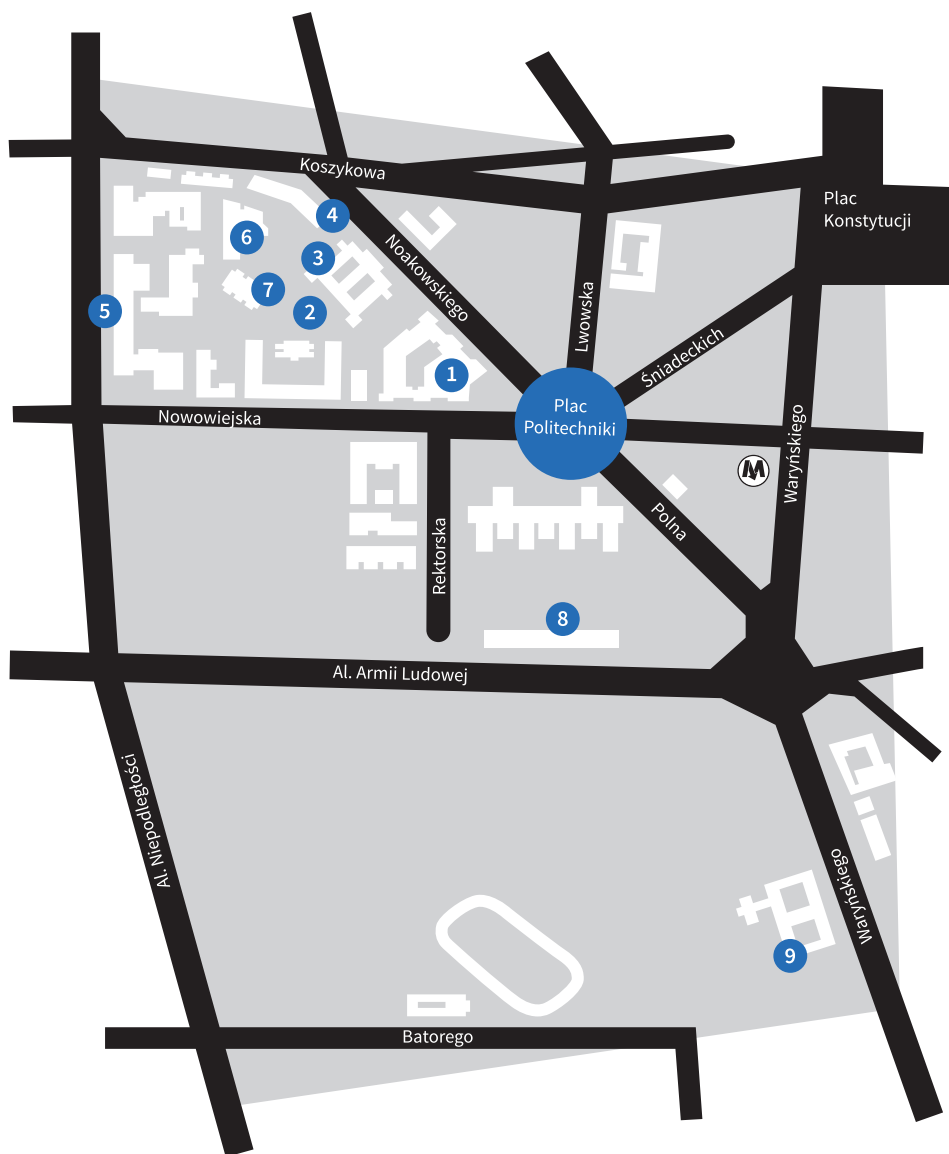 Koszykowa
Plac
Konstytucji
4
6
3
Noakowskiego
7
5
2
Lwowska
Śniadeckich
1
Plac
Politechniki
Nowowiejska
Waryńskiego
M
Polna
Rektorska
8
Al. Armii Ludowej
Al. Niepodległości
Waryńskiego
9
Batorego